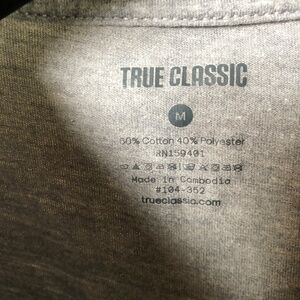 TRUE CLASSIC
M
60% Cotton 40% Polyester
RN159401
Made in Cambodia
#104-352
trueclassic.com